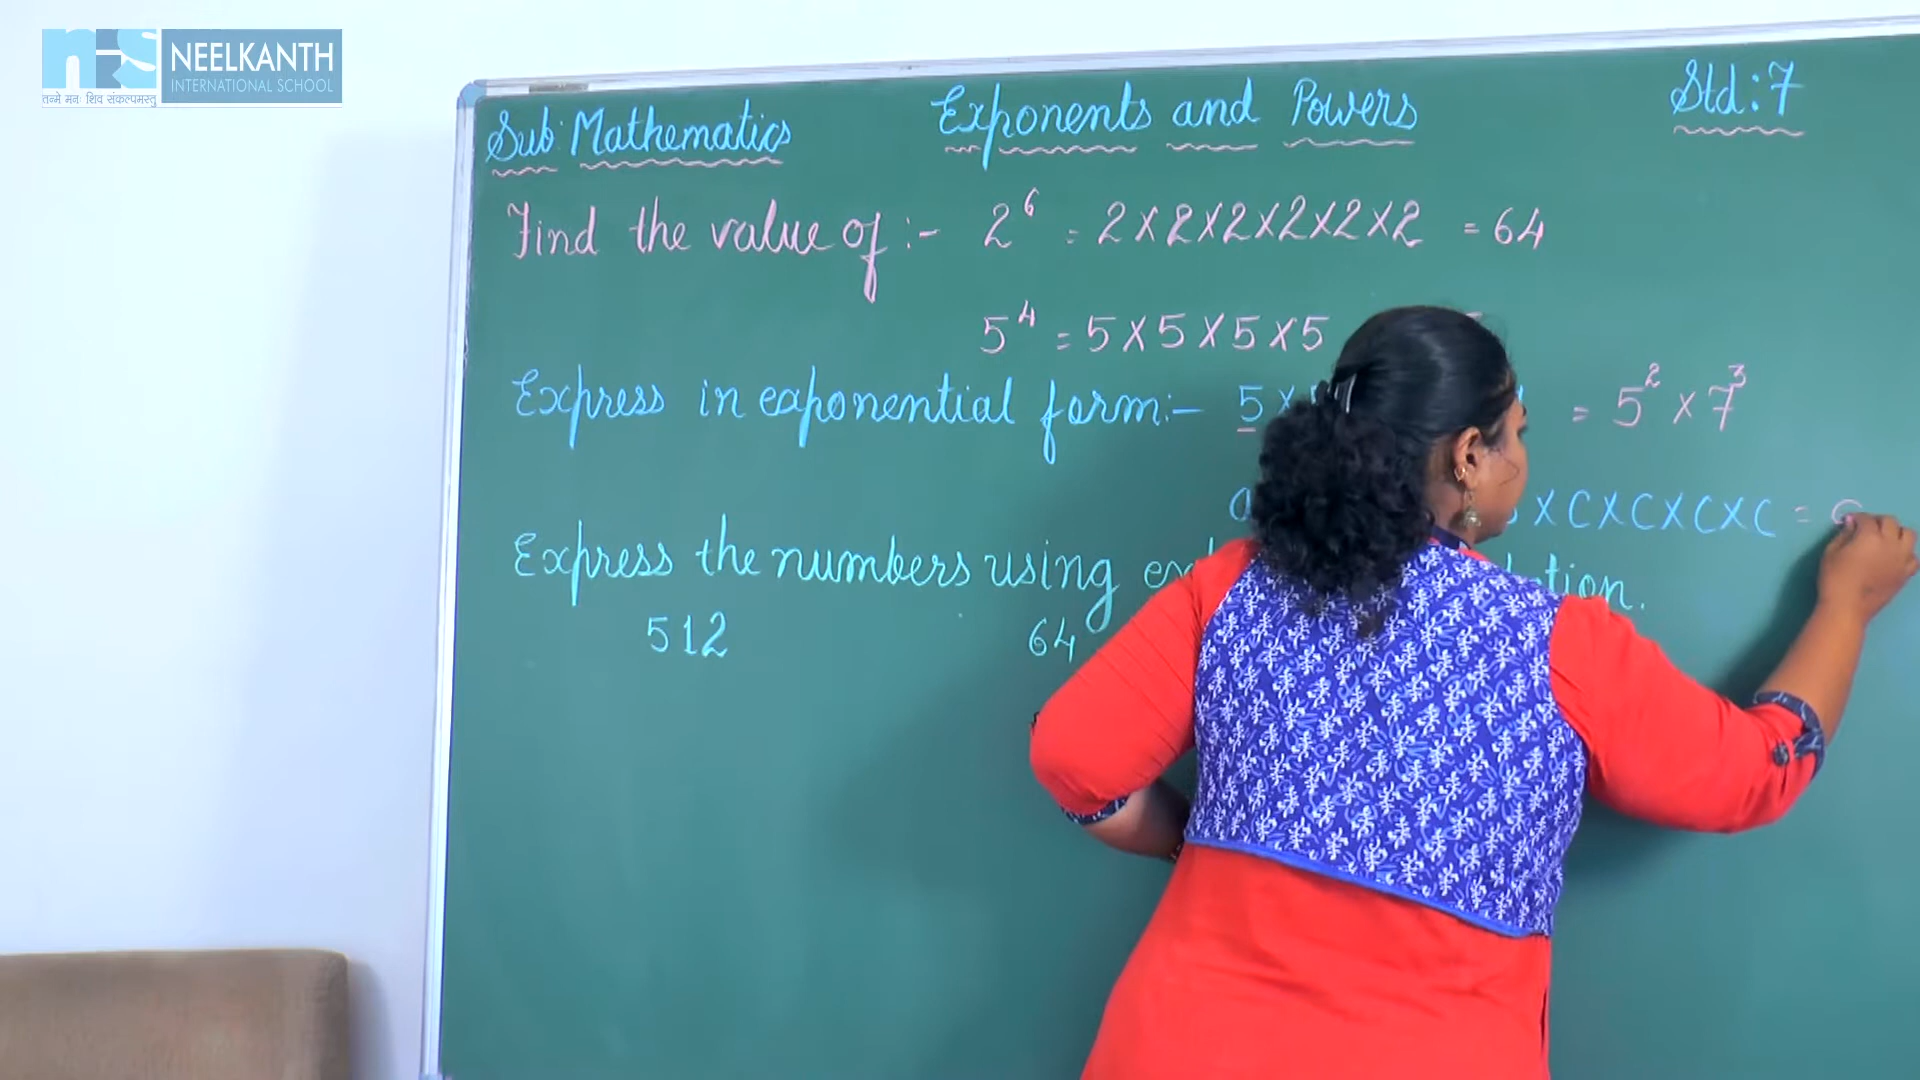 NIS NEELKANTH
INTERNATIONAL SCHOOL
तन्मे मनः शिव संकल्पमस्तु
Sub: Mathematics Exponents and Powers Std: 7
Find the value of :- 2⁶ = 2×2×2×2×2×2 = 64
5⁴ = 5×5×5×5
Express in exponential form:- 5× = 5² × 7³
a ×C×C×C×C =
Express the numbers using tion.
512 64